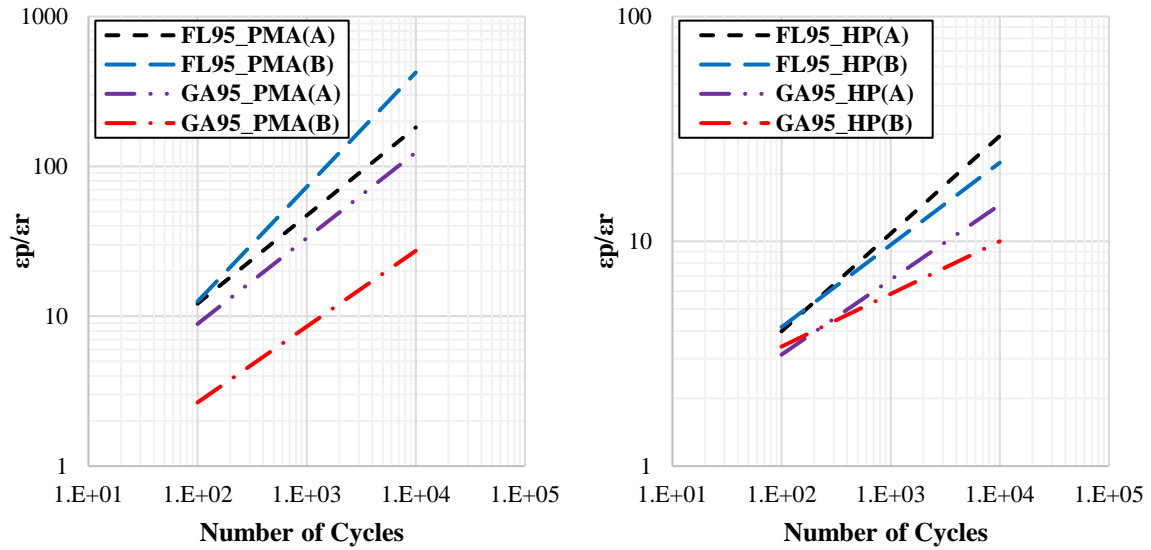 1000
100
10
1
εp/εr
FL95_PMA(A)
FL95_PMA(B)
GA95_PMA(A)
GA95_PMA(B)
1.E+01 1.E+02 1.E+03 1.E+04 1.E+05
Number of Cycles
100
10
1
εp/εr
FL95_HP(A)
FL95_HP(B)
GA95_HP(A)
GA95_HP(B)
1.E+01 1.E+02 1.E+03 1.E+04 1.E+05
Number of Cycles